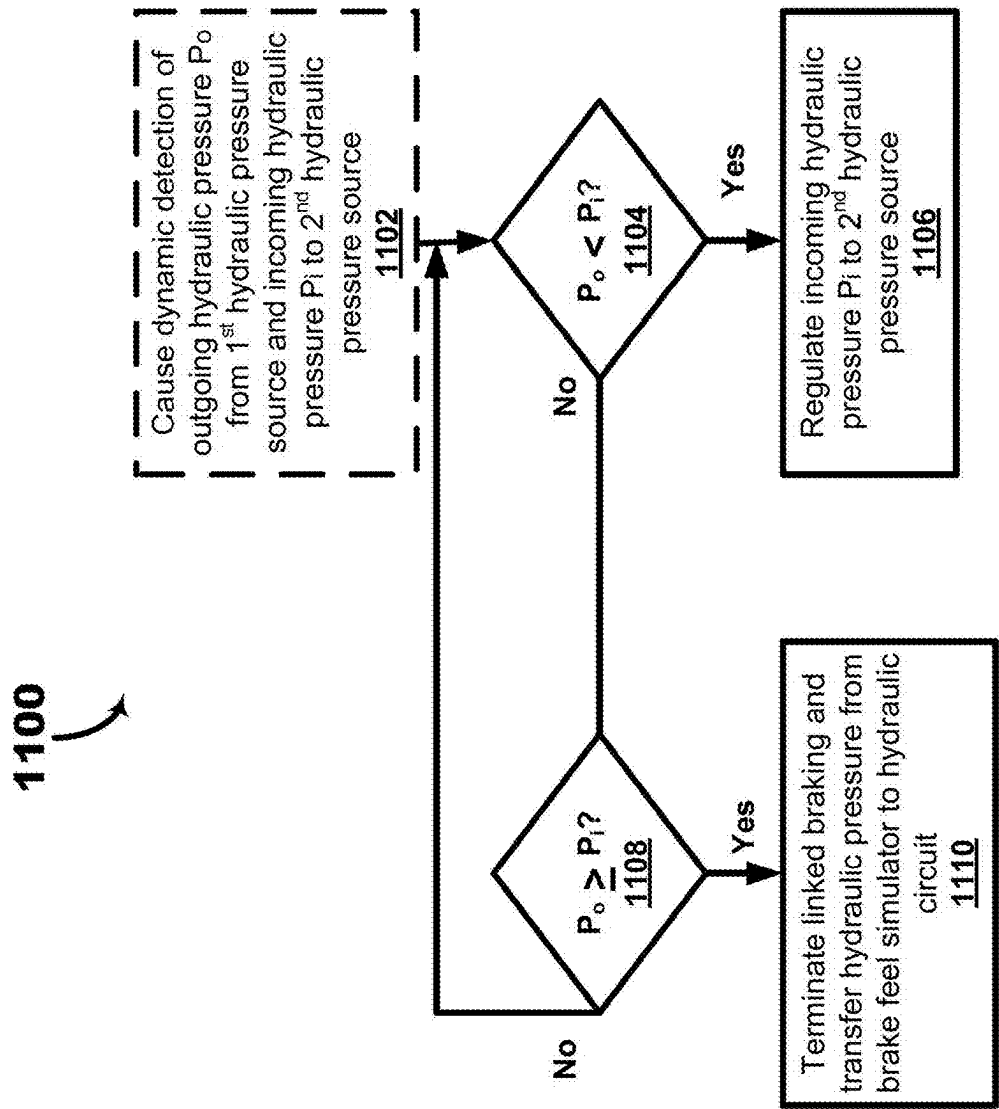 1100
Cause dynamic detection of
outgoing hydraulic pressure Po
from 1st hydraulic pressure
source and incoming hydraulic
pressure Pi to 2nd hydraulic
pressure source
1102
Po < Pi?
1104
No
Yes
Regulate incoming hydraulic
pressure Pi to 2nd hydraulic
pressure source
1106
Po ≥ Pi?
1108
No
Yes
Terminate linked braking and
transfer hydraulic pressure from
brake feel simulator to hydraulic
circuit
1110